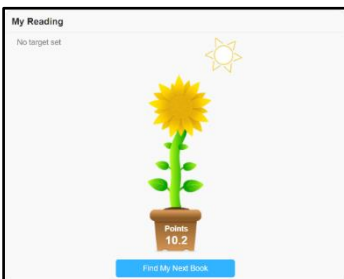 My Reading
No target set
Points
10.2
Find My Next Book